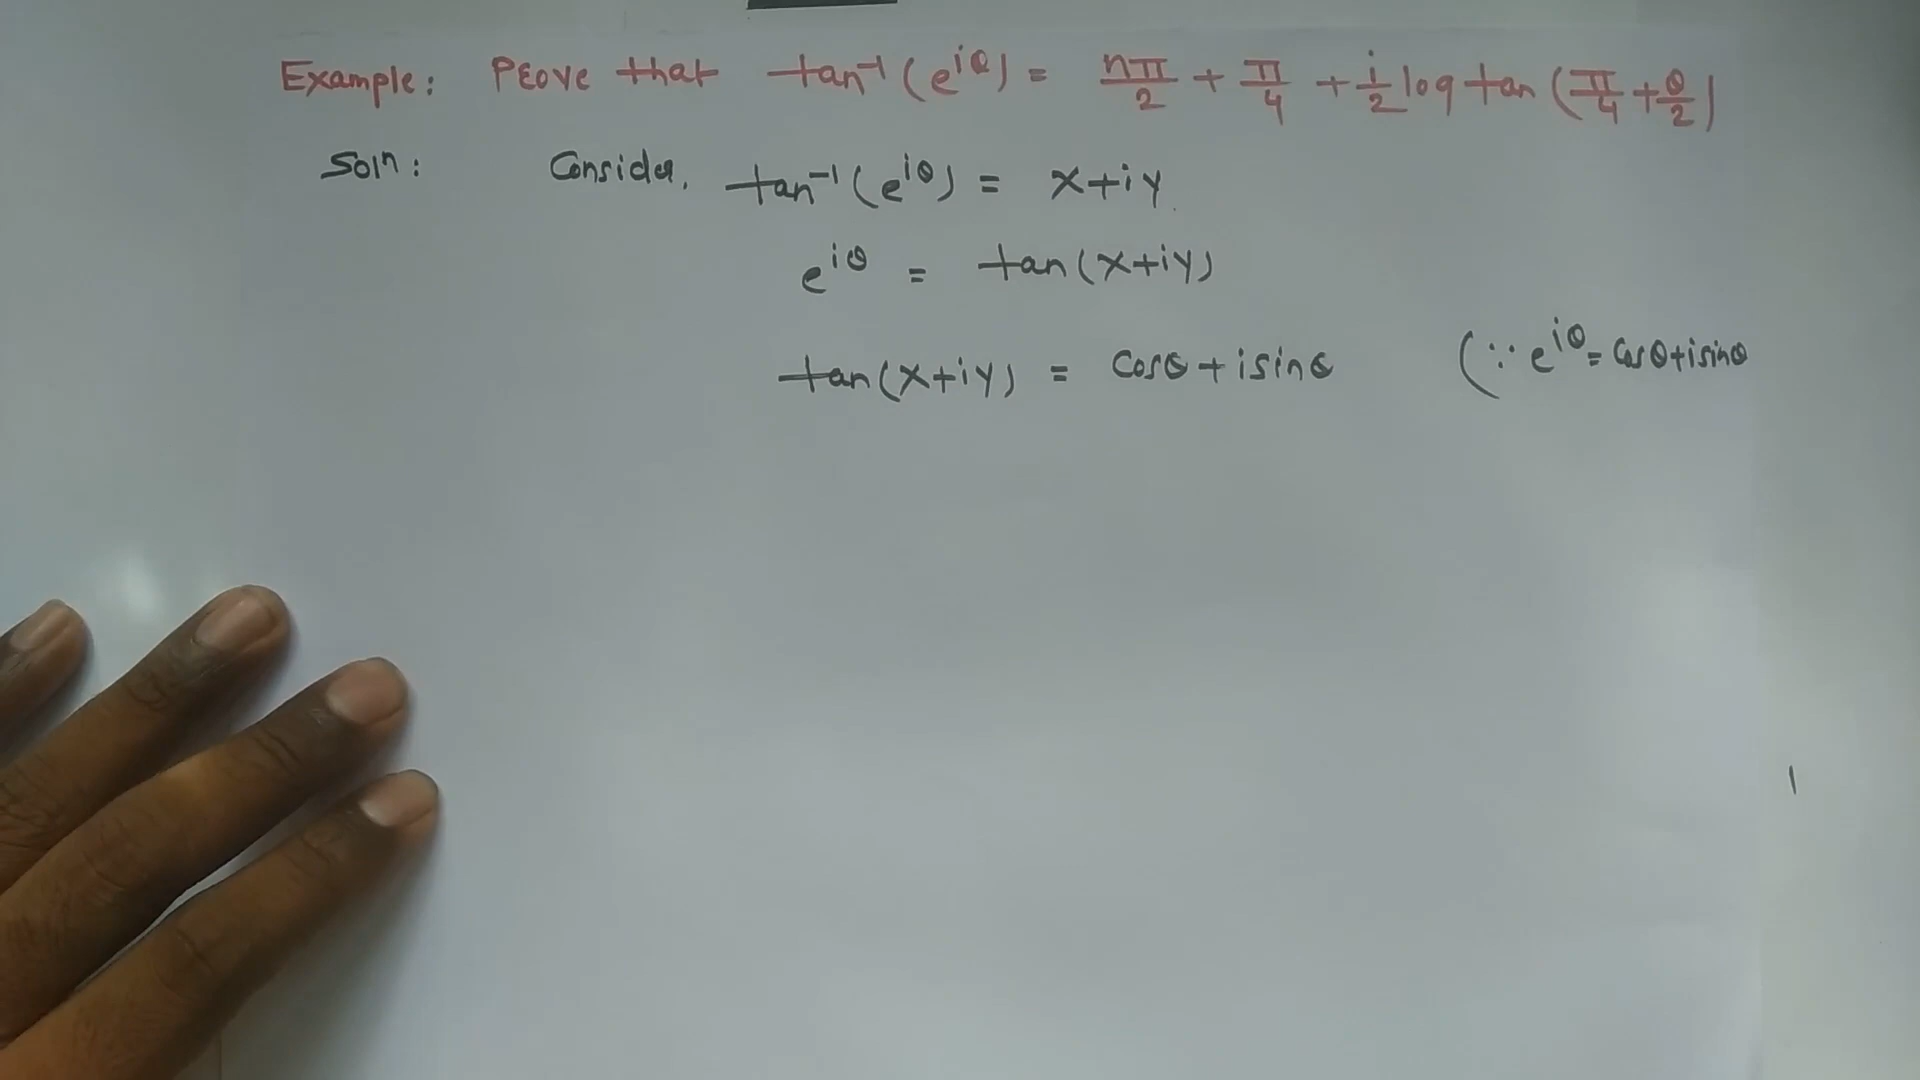 Example: Prove that tan⁻¹(e^{iθ}) = nπ/2 + π/4 + i/2 log tan(π/4 + θ/2)
Soln: Consider, tan⁻¹(e^{iθ}) = x+iy
e^{iθ} = tan(x+iy)
tan(x+iy) = cosθ + i sinθ (∵ e^{iθ} = cosθ + i sinθ